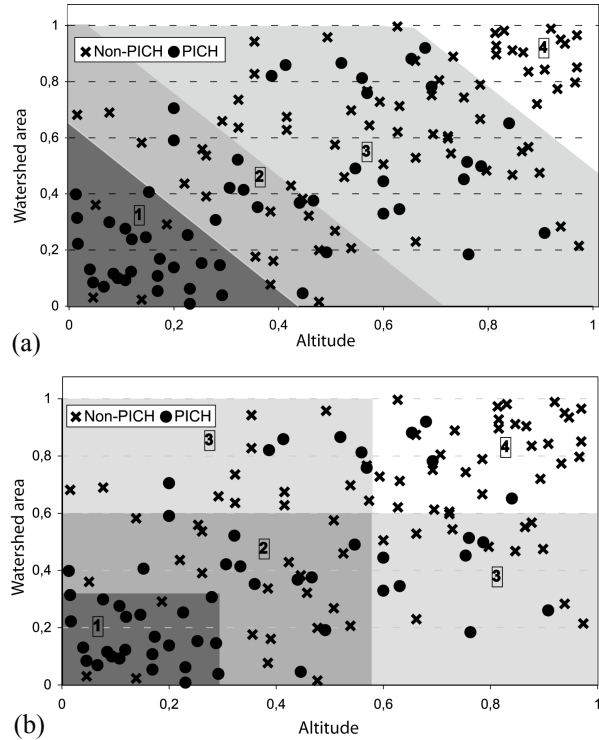 1
Non-PICH PICH
4
0,8
Watershed area
0,6
3
2
0,4
1
0,2
0
0 0,2 0,4 0,6 0,8 1
(a)
Altitude
1
Non-PICH PICH
3
4
0,8
Watershed area
0,6
2
3
0,4
1
0,2
0
0 0,2 0,4 0,6 0,8 1
(b)
Altitude